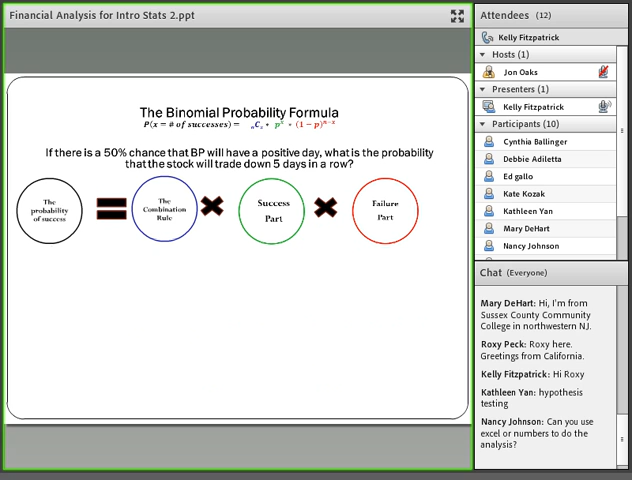 Financial Analysis for Intro Stats 2.ppt
The Binomial Probability Formula
P(x = # of successes) = nCx * p^x * (1 - p)^n-x
If there is a 50% chance that BP will have a positive day, what is the probability
that the stock will trade down 5 days in a row?
The
probability
of success
The
Combination
Rule
Success
Part
Failure
Part
Attendees (12)
Kelly Fitzpatrick
Hosts (1)
Jon Oaks
Presenters (1)
Kelly Fitzpatrick
Participants (10)
Cynthia Ballinger
Debbie Adiletta
Ed gallo
Kate Kozak
Kathleen Yan
Mary DeHart
Nancy Johnson
Chat (Everyone)
Mary DeHart: Hi, I'm from
Sussex County Community
College in northwestern NJ.
Roxy Peck: Roxy here.
Greetings from California.
Kelly Fitzpatrick: Hi Roxy
Kathleen Yan: hypothesis
testing
Nancy Johnson: Can you use
excel or numbers to do the
analysis?